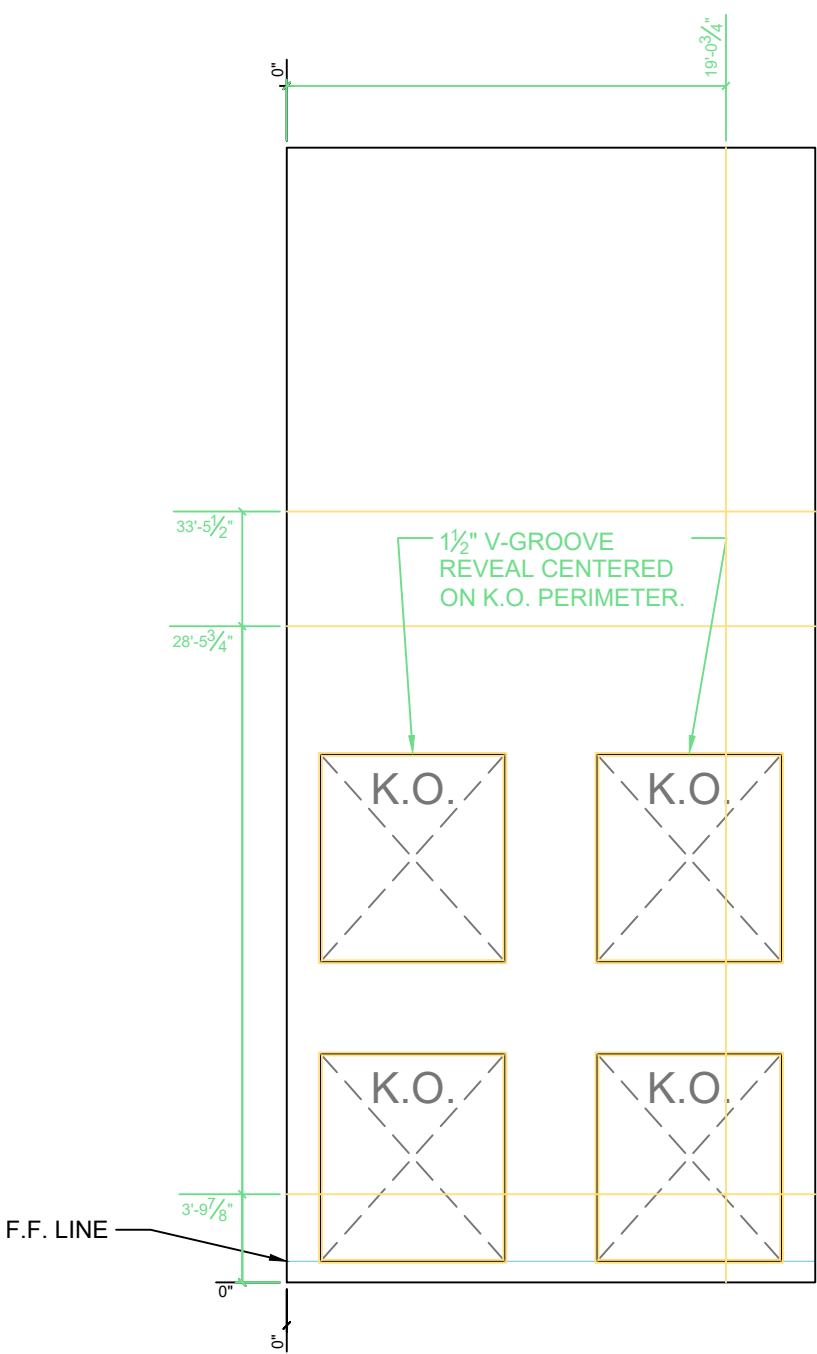 0"
19'-0¾"
33'-5½"
1½" V-GROOVE
REVEAL CENTERED
ON K.O. PERIMETER.
28'-5¾"
K.O.
K.O.
K.O.
K.O.
3'-9⅞"
F.F. LINE
0"
0"